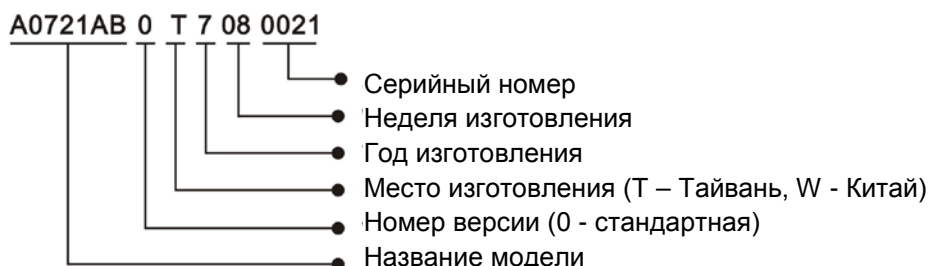 A0721AB 0 T 7 08 0021
Серийный номер
Неделя изготовления
Год изготовления
Место изготовления (T – Тайвань, W - Китай)
Номер версии (0 - стандартная)
Название модели